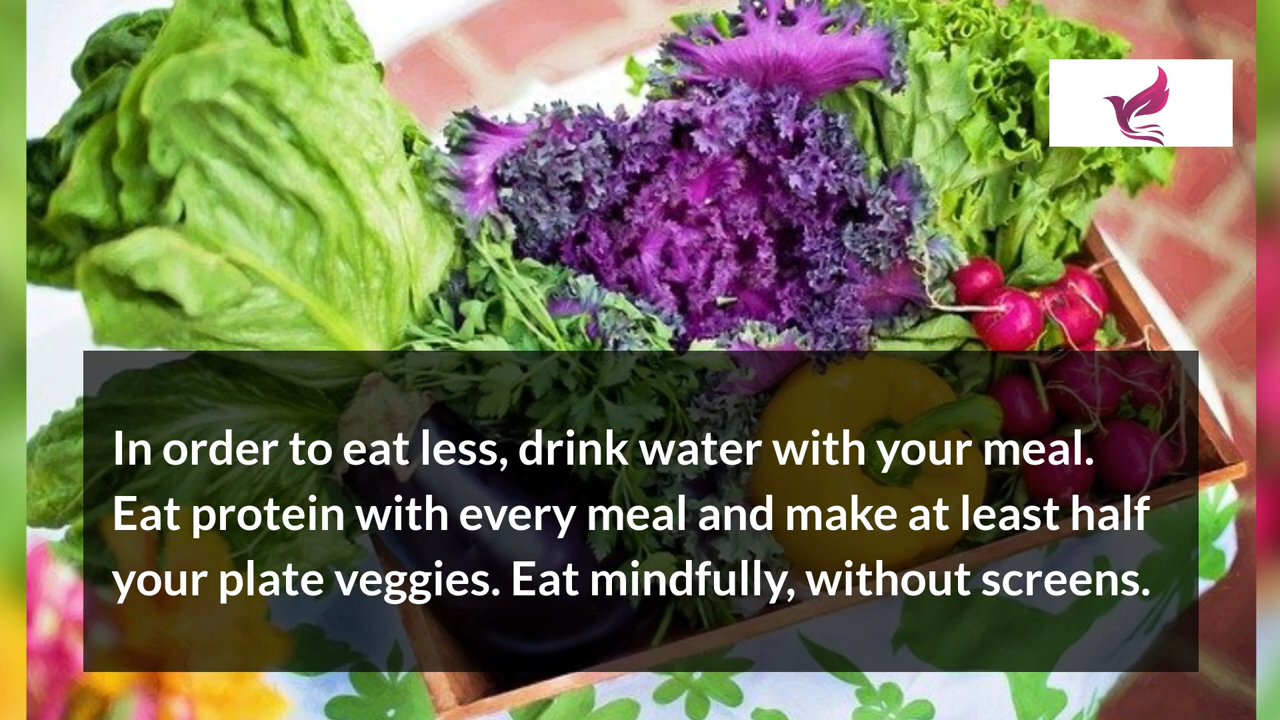 In order to eat less, drink water with your meal.
Eat protein with every meal and make at least half
your plate veggies. Eat mindfully, without screens.